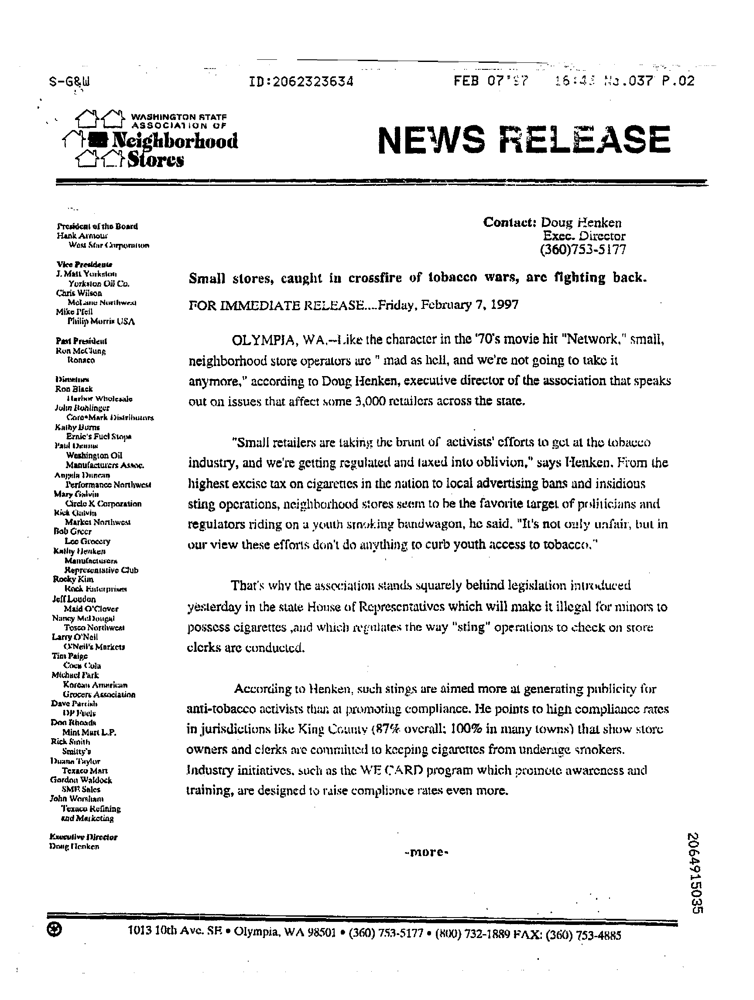 S-G&W ID:2062323634 FEB 07'97 16:43 No.037 P.02
WASHINGTON STATE
ASSOCIATION OF
Neighborhood
Stores
NEWS RELEASE
Contact: Doug Henken
Exec. Director
(360)753-5177
President of the Board
Hank Armour
West Star Corporation
Vice Presidents
J. Matt Yorkston
Yorkston Oil Co.
Chris Wilson
McLane Northwest
Mike Pfeil
Philip Morris USA
Past President
Ron McClung
Ronaco
Directors
Ron Black
Harbor Wholesale
John Bohlinger
Core*Mark Distributors
Kathy Burns
Ernie's Fuel Stops
Paul Dennis
Washington Oil
Manufacturers Assoc.
Angela Duncan
Performance Northwest
Mary Galvin
Circle K Corporation
Rick Galvin
Market Northwest
Bob Greer
Lee Grocery
Kathy Henken
Manufacturers
Representative Club
Rocky Kim
Rock Enterprises
Jeff Loudon
Maid O'Clover
Nancy McDougal
Tosco Northwest
Larry O'Neil
O'Neil's Markets
Tim Paige
Coca Cola
Michael Park
Korean American
Grocers Association
Dave Parrish
BP Fuels
Don Rhoads
Mini Mart L.P.
Rick Smith
Smitty's
Duana Taylor
Texaco Mart
Gordon Waldock
SMR Sales
John Worsham
Texaco Refining
and Marketing
Executive Director
Doug Henken
Small stores, caught in crossfire of tobacco wars, are fighting back.
FOR IMMEDIATE RELEASE....Friday, February 7, 1997
OLYMPIA, WA.--Like the character in the '70's movie hit "Network," small,
neighborhood store operators are " mad as hell, and we're not going to take it
anymore," according to Doug Henken, executive director of the association that speaks
out on issues that affect some 3,000 retailers across the state.
"Small retailers are taking the brunt of activists' efforts to get at the tobacco
industry, and we're getting regulated and taxed into oblivion," says Henken. From the
highest excise tax on cigarettes in the nation to local advertising bans and insidious
sting operations, neighborhood stores seem to be the favorite target of politicians and
regulators riding on a youth smoking bandwagon, he said. "It's not only unfair, but in
our view these efforts don't do anything to curb youth access to tobacco."
That's why the association stands squarely behind legislation introduced
yesterday in the state House of Representatives which will make it illegal for minors to
possess cigarettes ,and which regulates the way "sting" operations to check on store
clerks are conducted.
According to Henken, such stings are aimed more at generating publicity for
anti-tobacco activists than at promoting compliance. He points to high compliance rates
in jurisdictions like King County (87% overall; 100% in many towns) that show store
owners and clerks are committed to keeping cigarettes from underage smokers.
Industry initiatives, such as the WE CARD program which promote awareness and
training, are designed to raise compliance rates even more.
-more-
2064915035
1013 10th Ave. SE • Olympia, WA 98501 • (360) 753-5177 • (800) 732-1889 FAX: (360) 753-4885